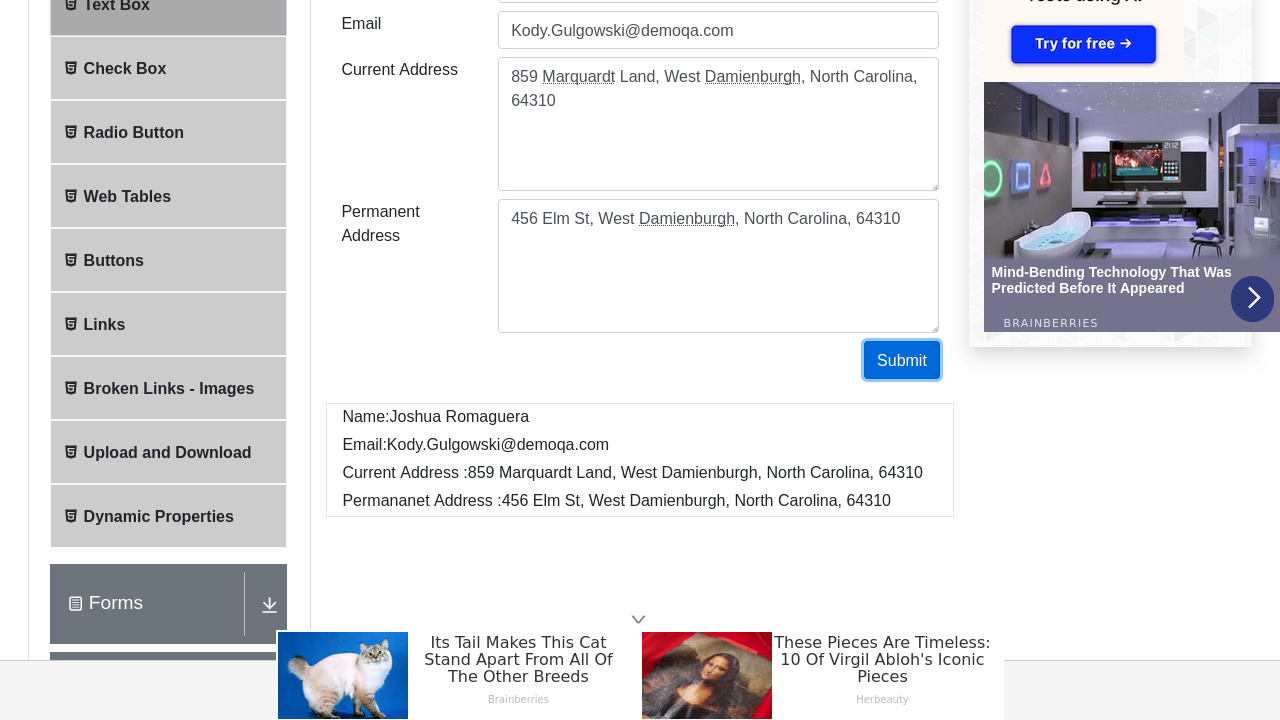 Text Box
Check Box
Radio Button
Web Tables
Buttons
Links
Broken Links - Images
Upload and Download
Dynamic Properties
Forms
Email
Kody.Gulgowski@demoqa.com
Current Address
859 Marquardt Land, West Damienburgh, North Carolina,
64310
Permanent
Address
456 Elm St, West Damienburgh, North Carolina, 64310
Submit
Name:Joshua Romaguera
Email:Kody.Gulgowski@demoqa.com
Current Address :859 Marquardt Land, West Damienburgh, North Carolina, 64310
Permananet Address :456 Elm St, West Damienburgh, North Carolina, 64310
Try for free →
21:12
Mind-Bending Technology That Was
Predicted Before It Appeared
BRAINBERRIES
Its Tail Makes This Cat
Stand Apart From All Of
The Other Breeds
Brainberries
These Pieces Are Timeless:
10 Of Virgil Abloh's Iconic
Pieces
Herbeauty